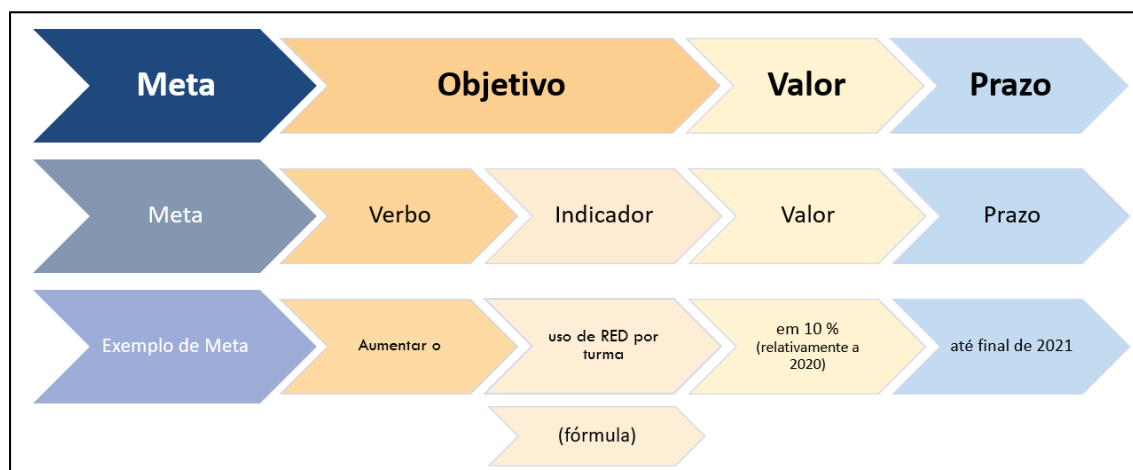 Meta
Objetivo
Valor
Prazo
Meta
Verbo
Indicador
Valor
Prazo
Exemplo de Meta
Aumentar o
uso de RED por
turma
em 10 %
(relativamente a
2020)
até final de 2021
(fórmula)